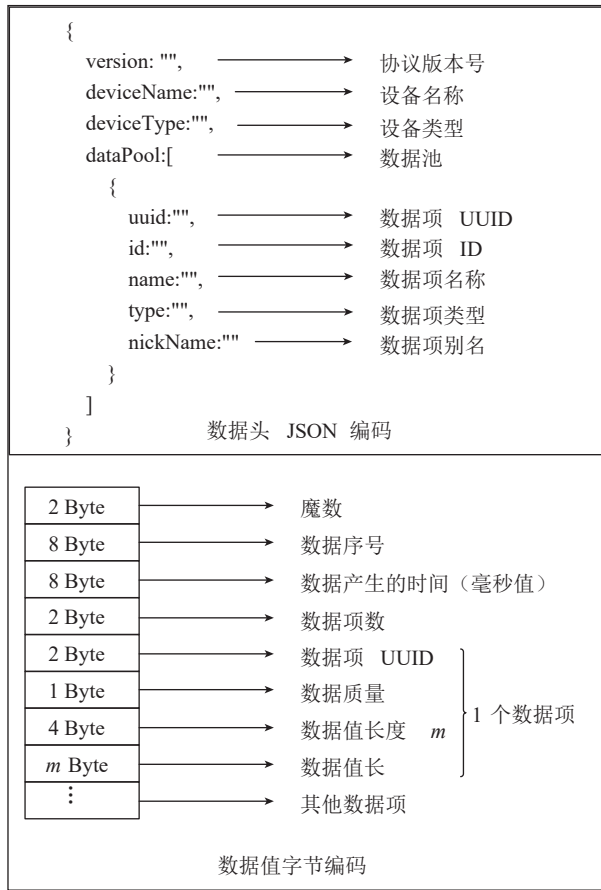 {
version: "", 协议版本号
deviceName:"", 设备名称
deviceType:"", 设备类型
dataPool:[ 数据池
{
uuid:"", 数据项 UUID
id:"", 数据项 ID
name:"", 数据项名称
type:"", 数据项类型
nickName:"" 数据项别名
}
]
}
数据头 JSON 编码
2 Byte 魔数
8 Byte 数据序号
8 Byte 数据产生的时间（毫秒值）
2 Byte 数据项数
2 Byte 数据项 UUID
1 Byte 数据质量
4 Byte 数据值长度 m
1 个数据项
m Byte 数据值长
⋮ 其他数据项
数据值字节编码